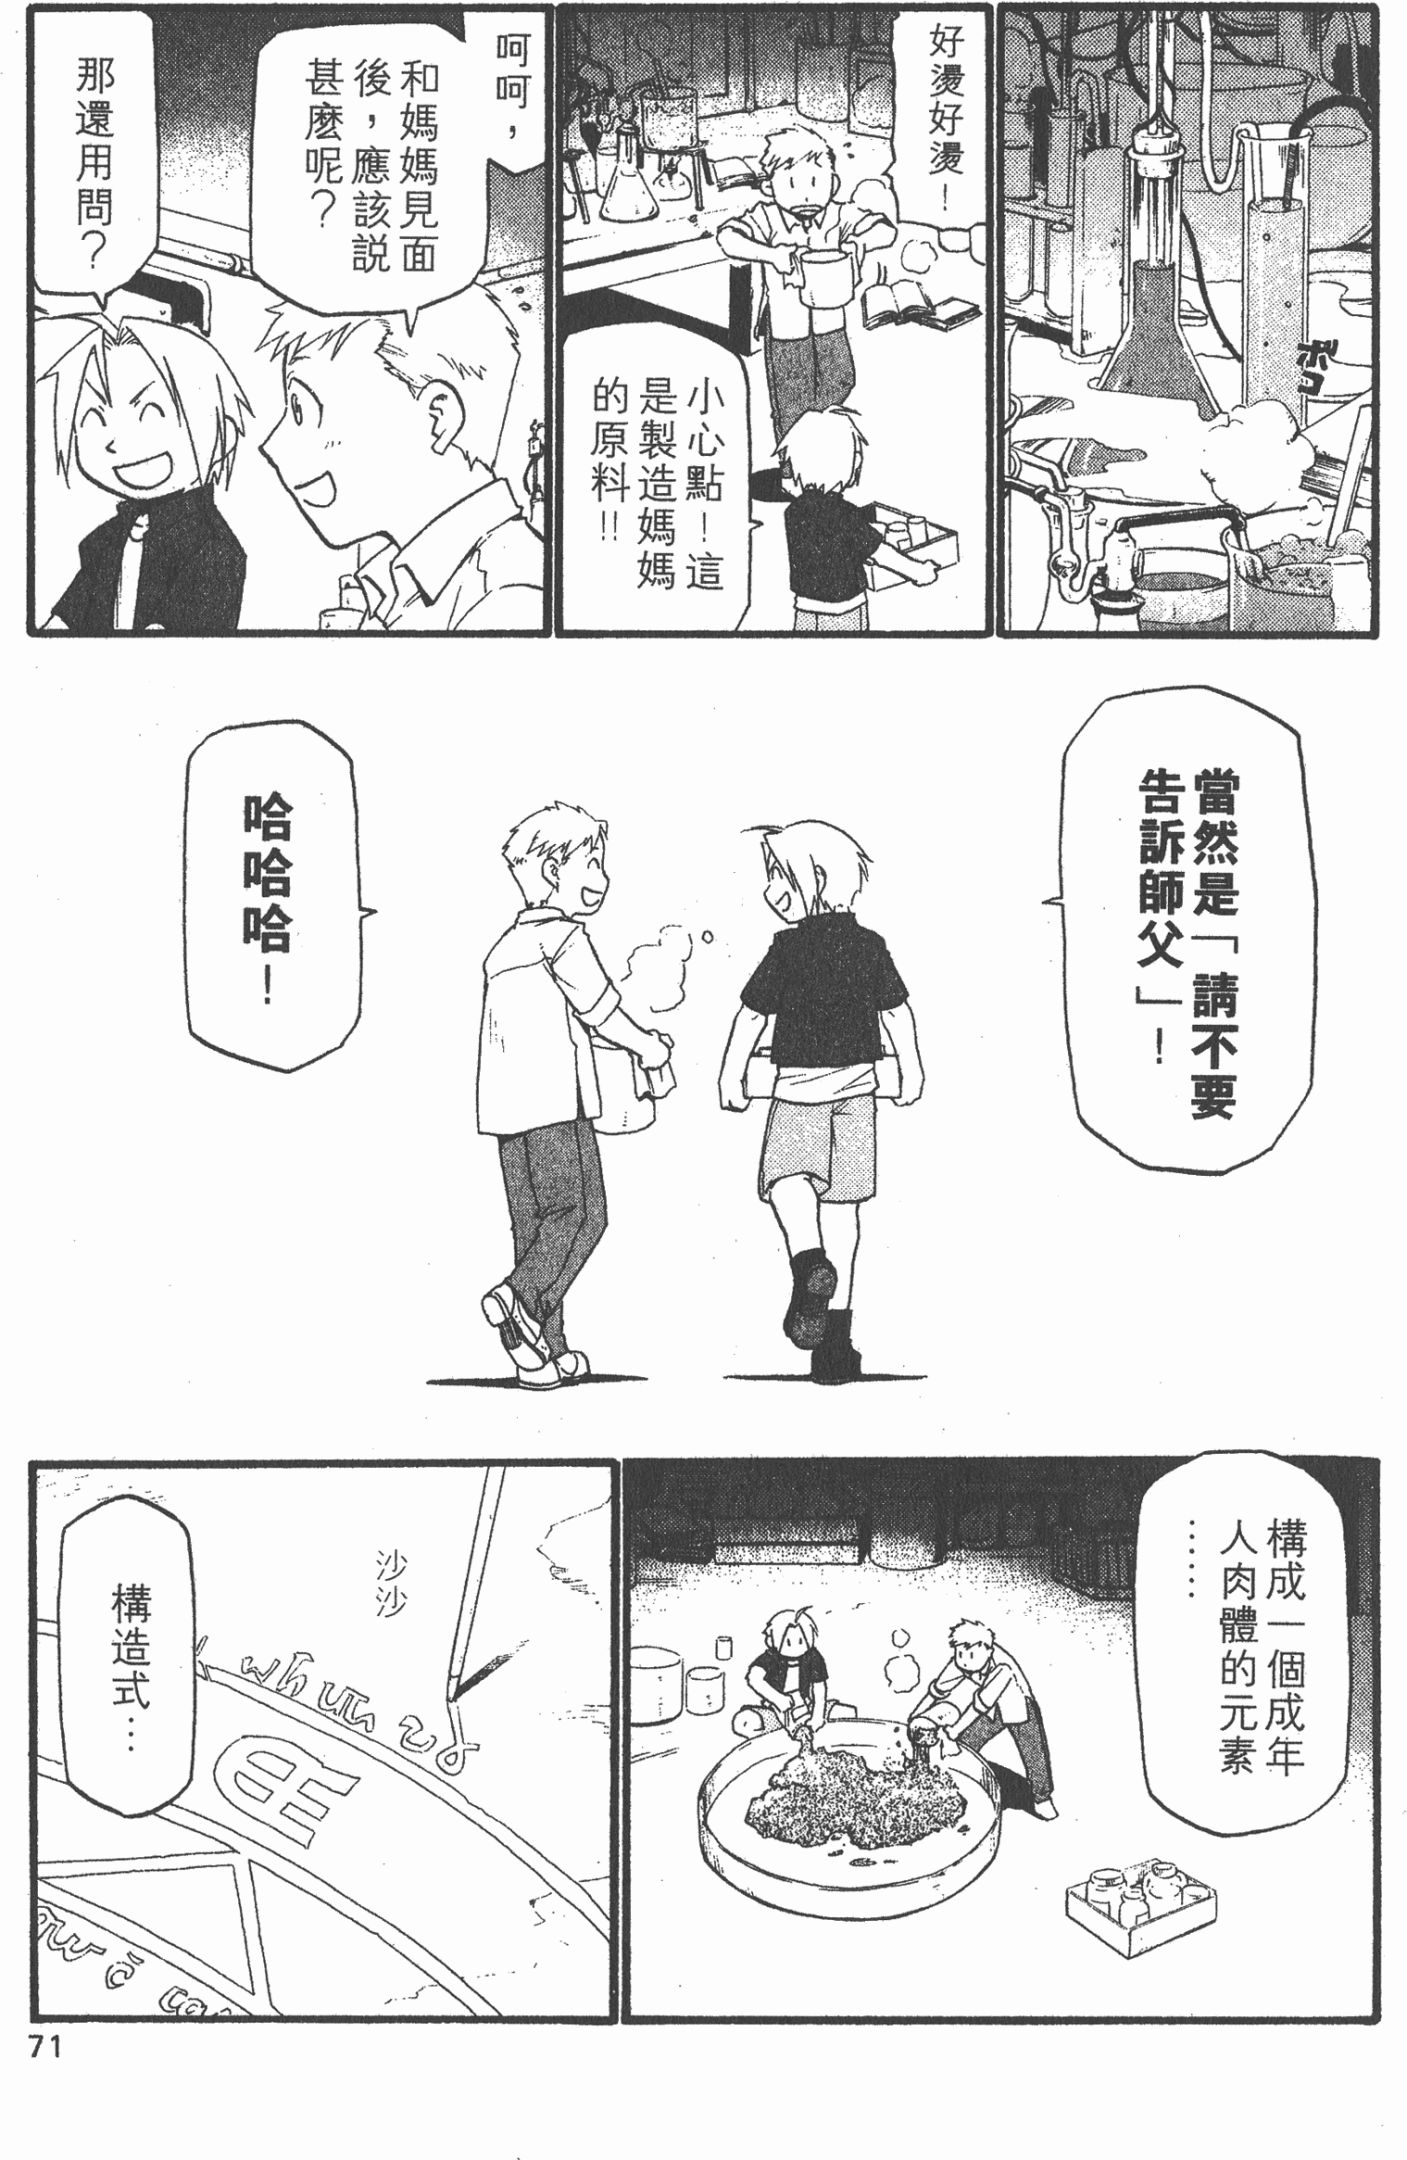 ボコ
好燙好燙！
小心點！這
是製造媽媽
的原料!!
呵呵，
和媽媽見面
後，應該説
甚麼呢？
那還用問？
當然是「請不要
告訴師父」！
哈哈哈！
構成一個成年
人肉體的元素
……
沙沙
構造式…
71